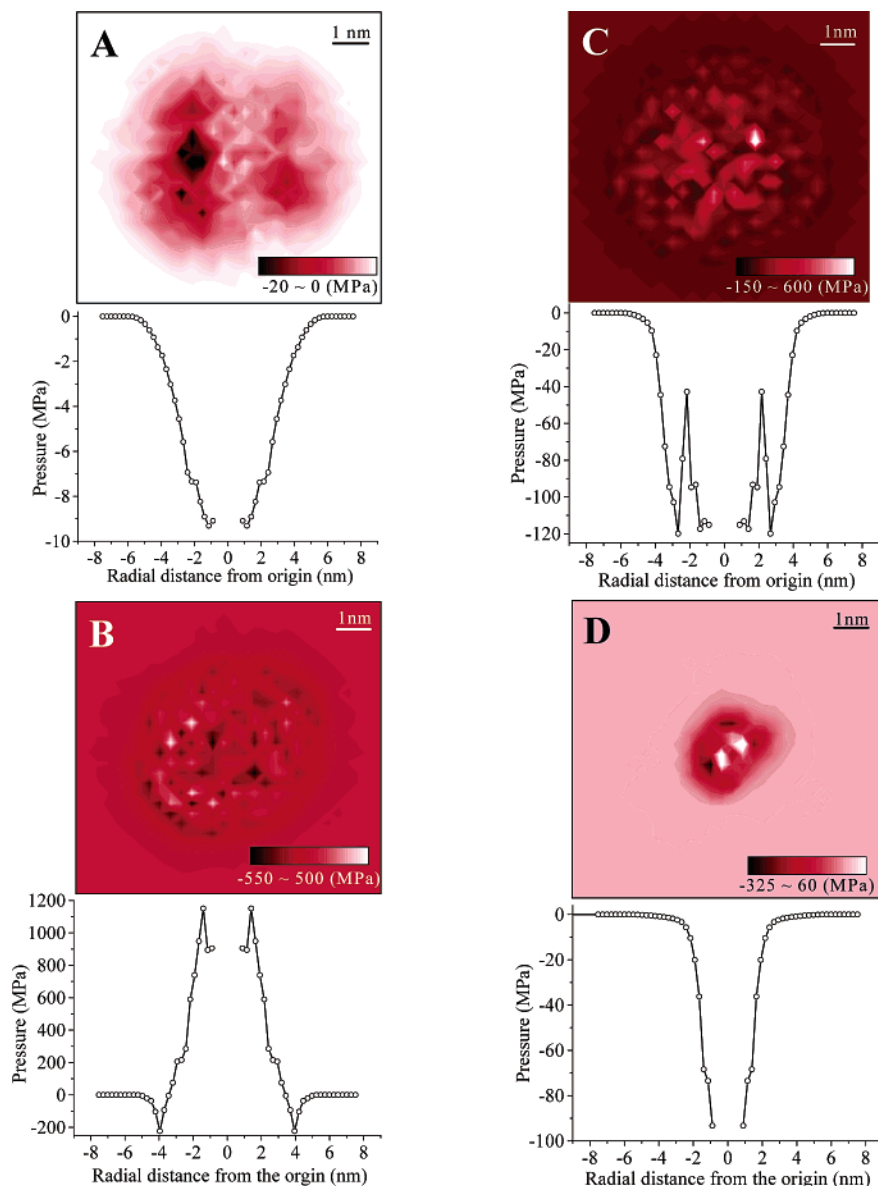 A
1 nm
-20 ~ 0 (MPa)
0
-2
-4
-6
-8
-10
Pressure (MPa)
-8 -6 -4 -2 0 2 4 6 8
Radial distance from origin (nm)
B
1nm
-550 ~ 500 (MPa)
1200
1000
800
600
400
200
0
-200
Pressure (MPa)
-8 -6 -4 -2 0 2 4 6 8
Radial distance from the orgin (nm)
C
1nm
-150 ~ 600 (MPa)
0
-20
-40
-60
-80
-100
-120
Pressure (MPa)
-8 -6 -4 -2 0 2 4 6 8
Radial distance from origin (nm)
D
1nm
-325 ~ 60 (MPa)
0
-20
-40
-60
-80
-100
Pressure (MPa)
-8 -6 -4 -2 0 2 4 6 8
Radial distance from the origin (nm)